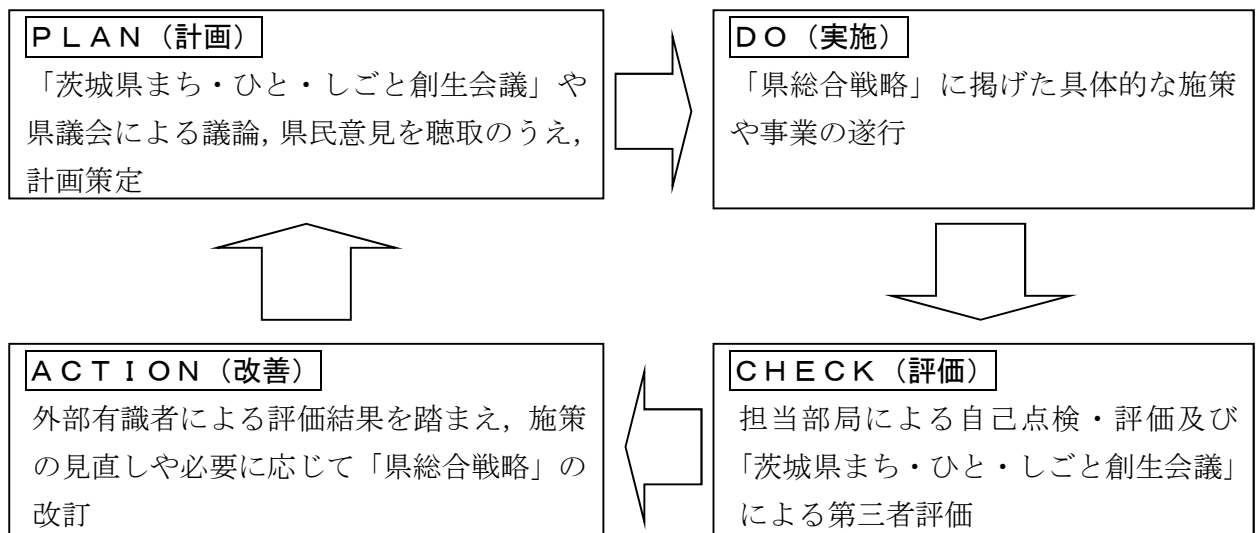 ＰＬＡＮ（計画）
「茨城県まち・ひと・しごと創生会議」や
県議会による議論,県民意見を聴取のうえ,
計画策定
ＤＯ（実施）
「県総合戦略」に掲げた具体的な施策
や事業の遂行
ＡＣＴＩＯＮ（改善）
外部有識者による評価結果を踏まえ，施策
の見直しや必要に応じて「県総合戦略」の
改訂
ＣＨＥＣＫ（評価）
担当部局による自己点検・評価及び
「茨城県まち・ひと・しごと創生会議」
による第三者評価